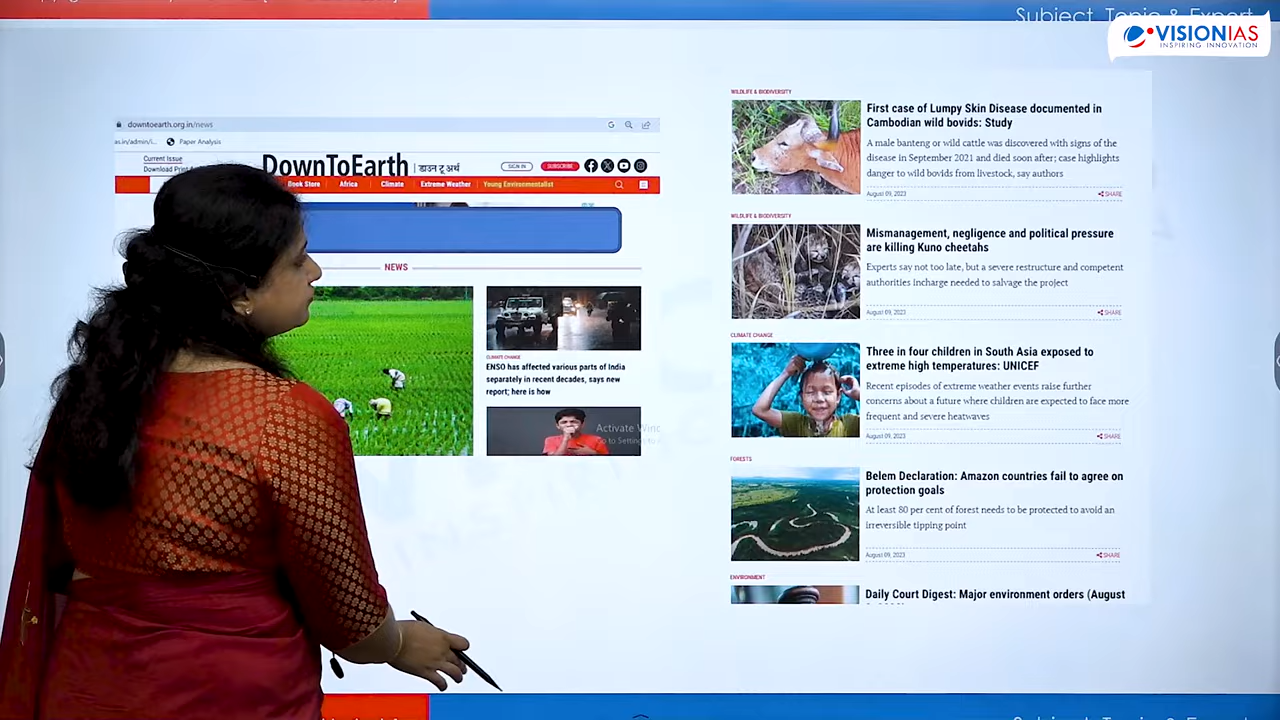 Subject, Topic & Expert
VISIONIAS
INSPIRING INNOVATION
downtoearth.org.in/news
as.in/admin/i...
Paper Analysis
Current Issue
Download Print
DownToEarth
डाउन टू अर्थ
SIGN IN
SUBSCRIBE
Book Store
Africa
Climate
Extreme Weather
Young Environmentalist
NEWS
CLIMATE CHANGE
ENSO has affected various parts of India
separately in recent decades, says new
report; here is how
Activate Wind
Go to Settings to
WILDLIFE & BIODIVERSITY
First case of Lumpy Skin Disease documented in
Cambodian wild bovids: Study
A male banteng or wild cattle was discovered with signs of the
disease in September 2021 and died soon after; case highlights
danger to wild bovids from livestock, say authors
August 09, 2023
SHARE
WILDLIFE & BIODIVERSITY
Mismanagement, negligence and political pressure
are killing Kuno cheetahs
Experts say not too late, but a severe restructure and competent
authorities incharge needed to salvage the project
August 09, 2023
SHARE
CLIMATE CHANGE
Three in four children in South Asia exposed to
extreme high temperatures: UNICEF
Recent episodes of extreme weather events raise further
concerns about a future where children are expected to face more
frequent and severe heatwaves
August 09, 2023
SHARE
FORESTS
Belem Declaration: Amazon countries fail to agree on
protection goals
At least 80 per cent of forest needs to be protected to avoid an
irreversible tipping point
August 09, 2023
SHARE
ENVIRONMENT
Daily Court Digest: Major environment orders (August